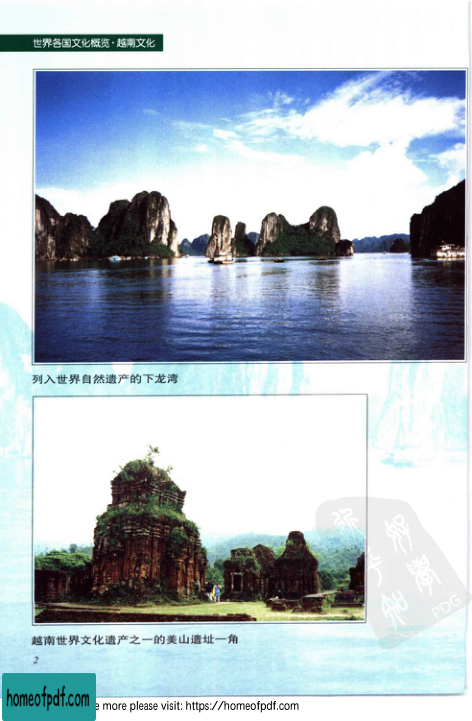 世界各国文化概览·越南文化
列入世界自然遗产的下龙湾
PDG
越南世界文化遗产之一的美山遗址一角
2
homeofpdf.com
e more please visit: https://homeofpdf.com